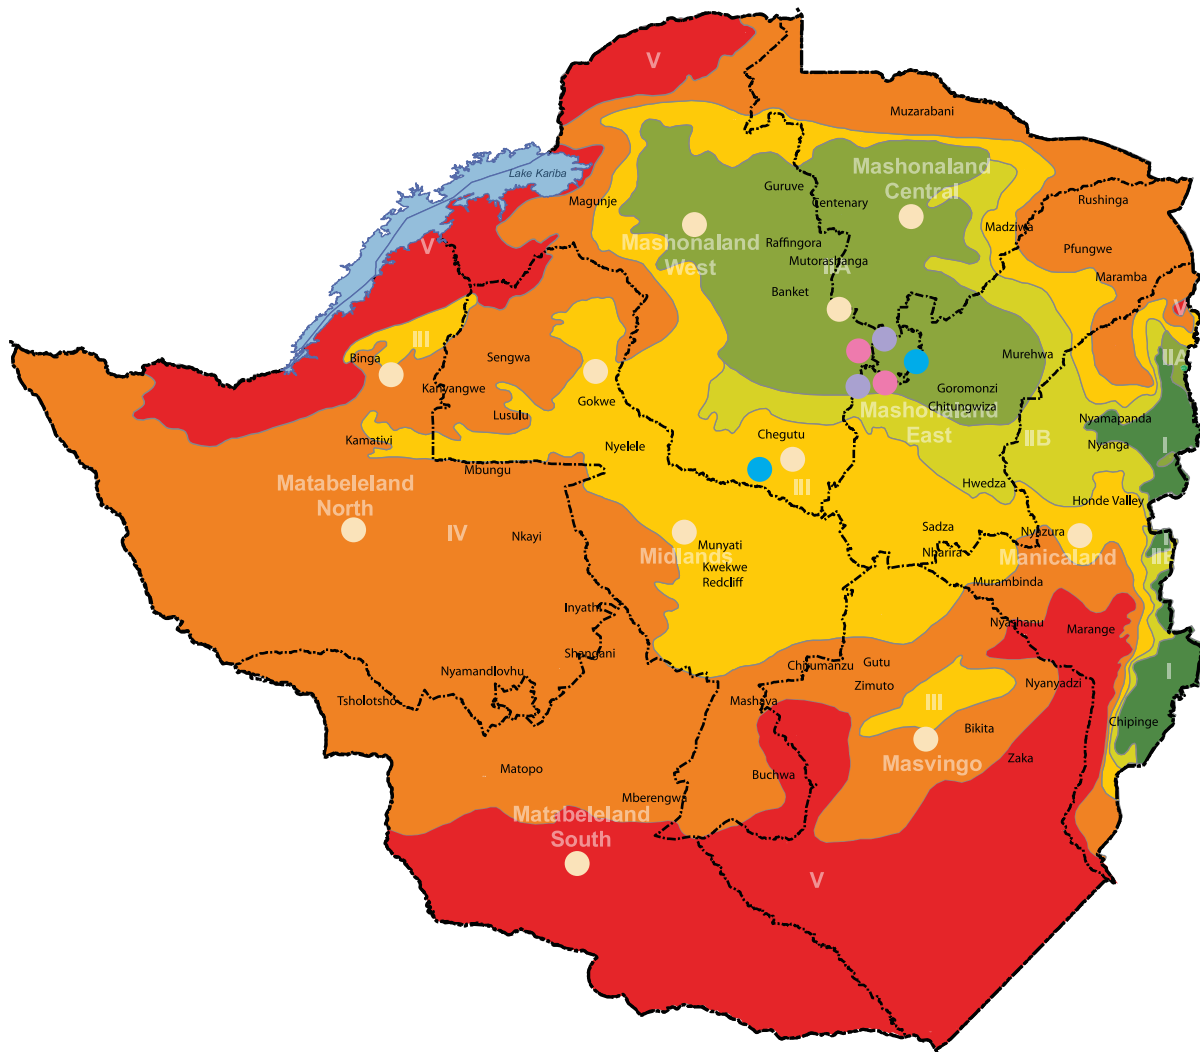 V
Muzarabani
Lake Kariba
Mashonaland
Central
Magunje
Guruve
Centenary
Rushinga
Madziwa
Mashonaland
West
Raffingora
Mutorashanga
IIA
Pfungwe
Maramba
V
Banket
V
III
Binga
Sengwa
Murehwa
IIA
Kariyangwe
Gokwe
Goromonzi
Chitungwiza
Mashonaland
East
Lusulu
Nyamapanda
Kamativi
Nyelele
Chegutu
IIB
Nyanga
I
Mbungu
Matabeleland
North
III
Hwedza
Honde Valley
IV
Nkayi
Midlands
Munyati
Kwekwe
Redcliff
Sadza
Nharira
Nyazura
Manicaland
I
Murambinda
Inyathi
Nyashanu
Marange
Shangani
Nyamandlovhu
Chirumanzu
Gutu
Zimuto
Nyanyadzi
I
Tsholotsho
Mashava
III
Chipinge
Bikita
Masvingo
Zaka
Matopo
Buchwa
Mberengwa
Matabeleland
South
V